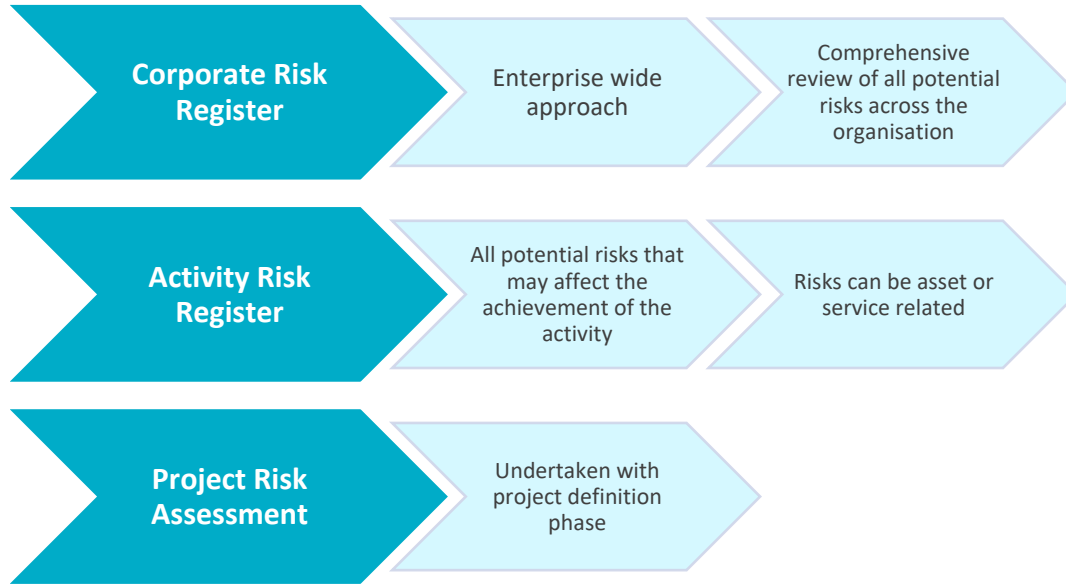 Corporate Risk
Register
Enterprise wide
approach
Comprehensive
review of all potential
risks across the
organisation
Activity Risk
Register
All potential risks that
may affect the
achievement of the
activity
Risks can be asset or
service related
Project Risk
Assessment
Undertaken with
project definition
phase